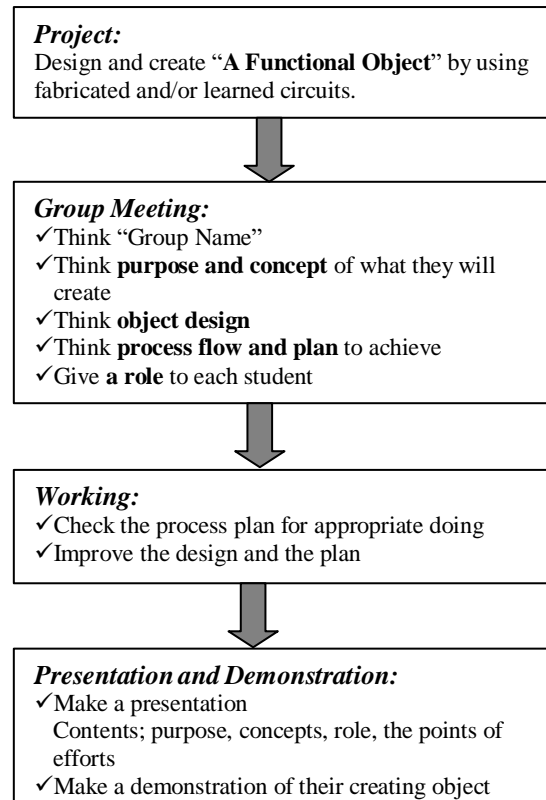 Project:
Design and create “A Functional Object” by using
fabricated and/or learned circuits.
Group Meeting:
✓Think “Group Name”
✓Think purpose and concept of what they will
create
✓Think object design
✓Think process flow and plan to achieve
✓Give a role to each student
Working:
✓Check the process plan for appropriate doing
✓Improve the design and the plan
Presentation and Demonstration:
✓Make a presentation
Contents; purpose, concepts, role, the points of
efforts
✓Make a demonstration of their creating object